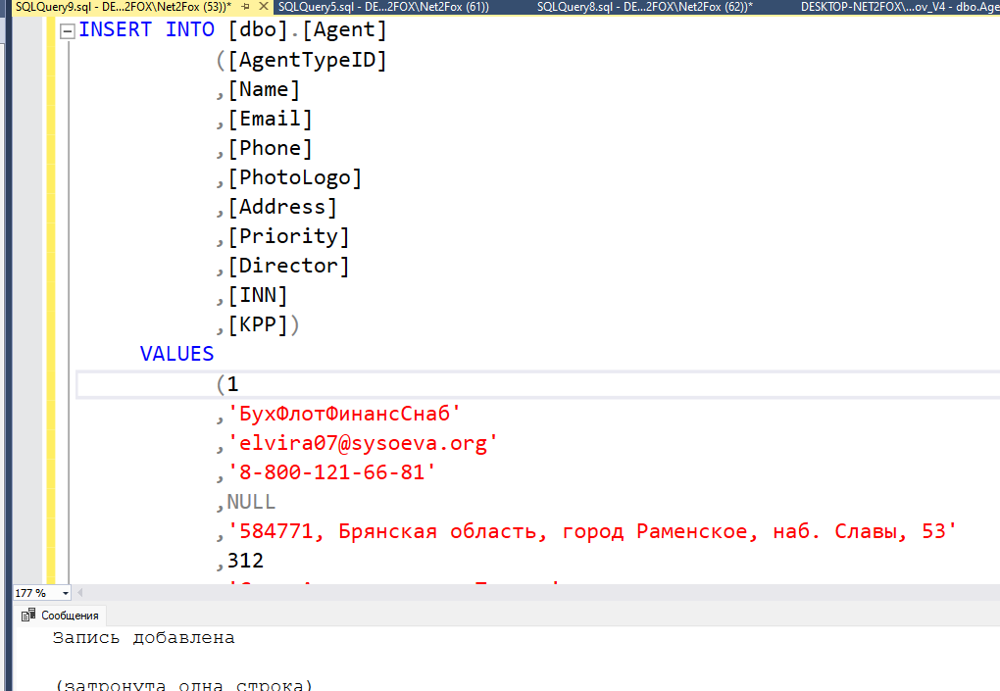 SQLQuery9.sql - DE...2FOX\Net2Fox (53))* SQLQuery5.sql - DE...2FOX\Net2Fox (61)) SQLQuery8.sql - DE...2FOX\Net2Fox (62))* DESKTOP-NET2FOX\...ov_V4 - dbo.Age
INSERT INTO [dbo].[Agent]
([AgentTypeID]
,[Name]
,[Email]
,[Phone]
,[PhotoLogo]
,[Address]
,[Priority]
,[Director]
,[INN]
,[KPP])
VALUES
(1
,'БухФлотФинансСнаб'
,'elvira07@sysoeva.org'
,'8-800-121-66-81'
,NULL
,'584771, Брянская область, город Раменское, наб. Славы, 53'
,312
177 %
Сообщения
Запись добавлена
(затронута одна строка)